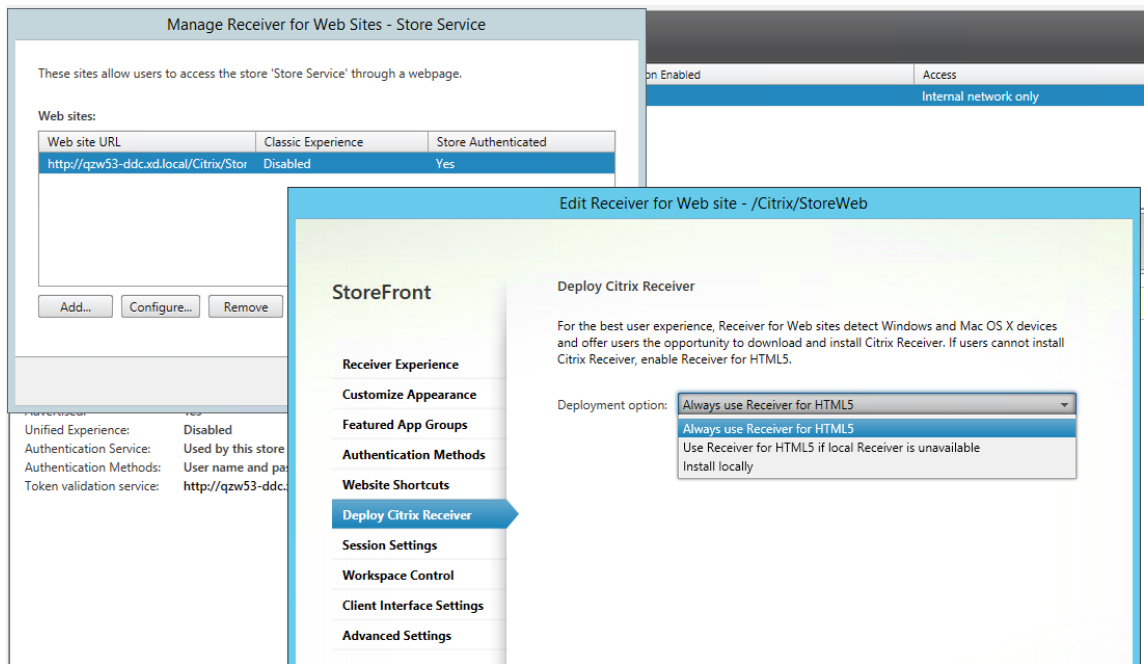 Manage Receiver for Web Sites - Store Service
These sites allow users to access the store 'Store Service' through a webpage.
Web sites:
Web site URL Classic Experience Store Authenticated
http://qzw53-ddc.xd.local/Citrix/Stor Disabled Yes
Add... Configure... Remove
on Enabled Access
Internal network only
Unified Experience: Disabled
Authentication Service: Used by this store
Authentication Methods: User name and pas
Token validation service: http://qzw53-ddc.
Edit Receiver for Web site - /Citrix/StoreWeb
StoreFront
Receiver Experience
Customize Appearance
Featured App Groups
Authentication Methods
Website Shortcuts
Deploy Citrix Receiver
Session Settings
Workspace Control
Client Interface Settings
Advanced Settings
Deploy Citrix Receiver
For the best user experience, Receiver for Web sites detect Windows and Mac OS X devices
and offer users the opportunity to download and install Citrix Receiver. If users cannot install
Citrix Receiver, enable Receiver for HTML5.
Deployment option: Always use Receiver for HTML5
Always use Receiver for HTML5
Use Receiver for HTML5 if local Receiver is unavailable
Install locally